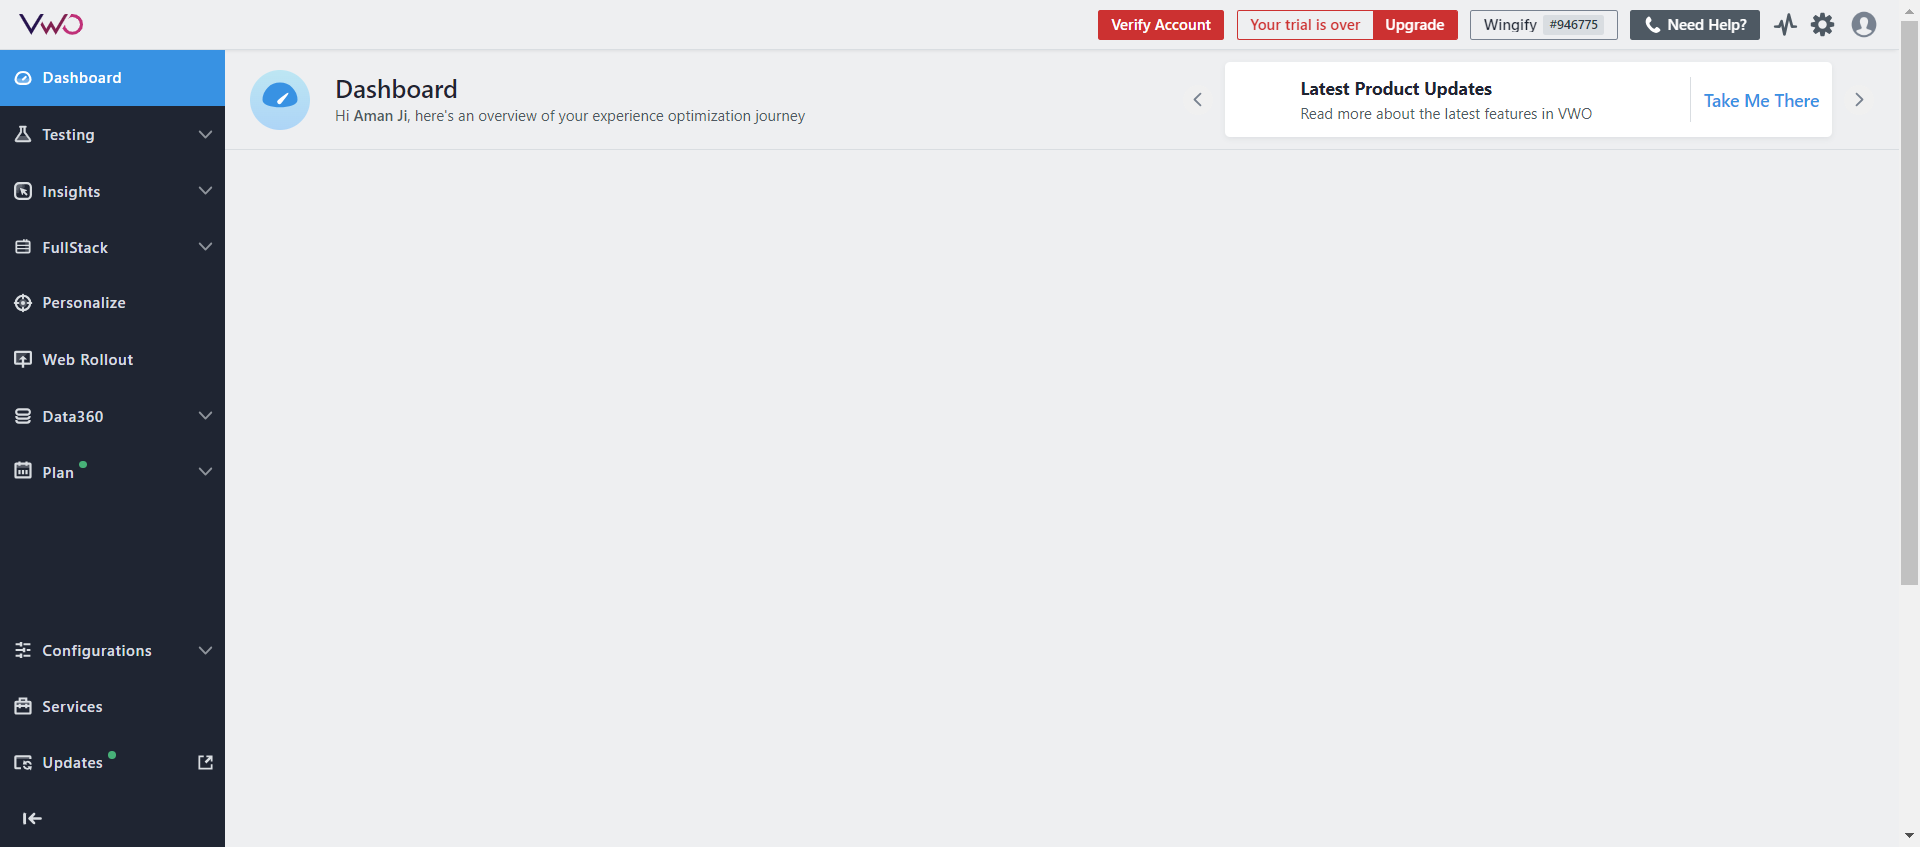 VWO
Verify Account
Your trial is over
Upgrade
Wingify #946775
Need Help?
Dashboard
Testing
Insights
FullStack
Personalize
Web Rollout
Data360
Plan
Configurations
Services
Updates
Dashboard
Hi Aman Ji, here's an overview of your experience optimization journey
Latest Product Updates
Read more about the latest features in VWO
Take Me There